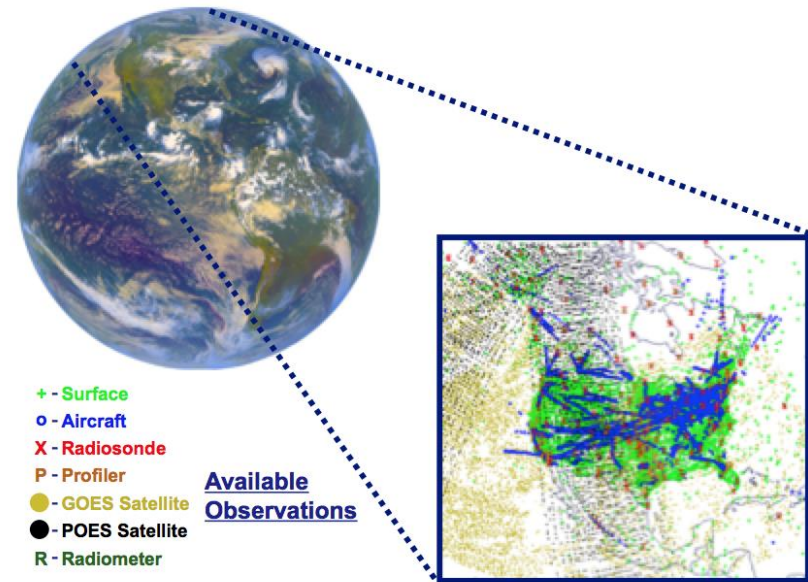 + - Surface
o - Aircraft
X - Radiosonde
P - Profiler
- GOES Satellite
- POES Satellite
R - Radiometer
Available
Observations